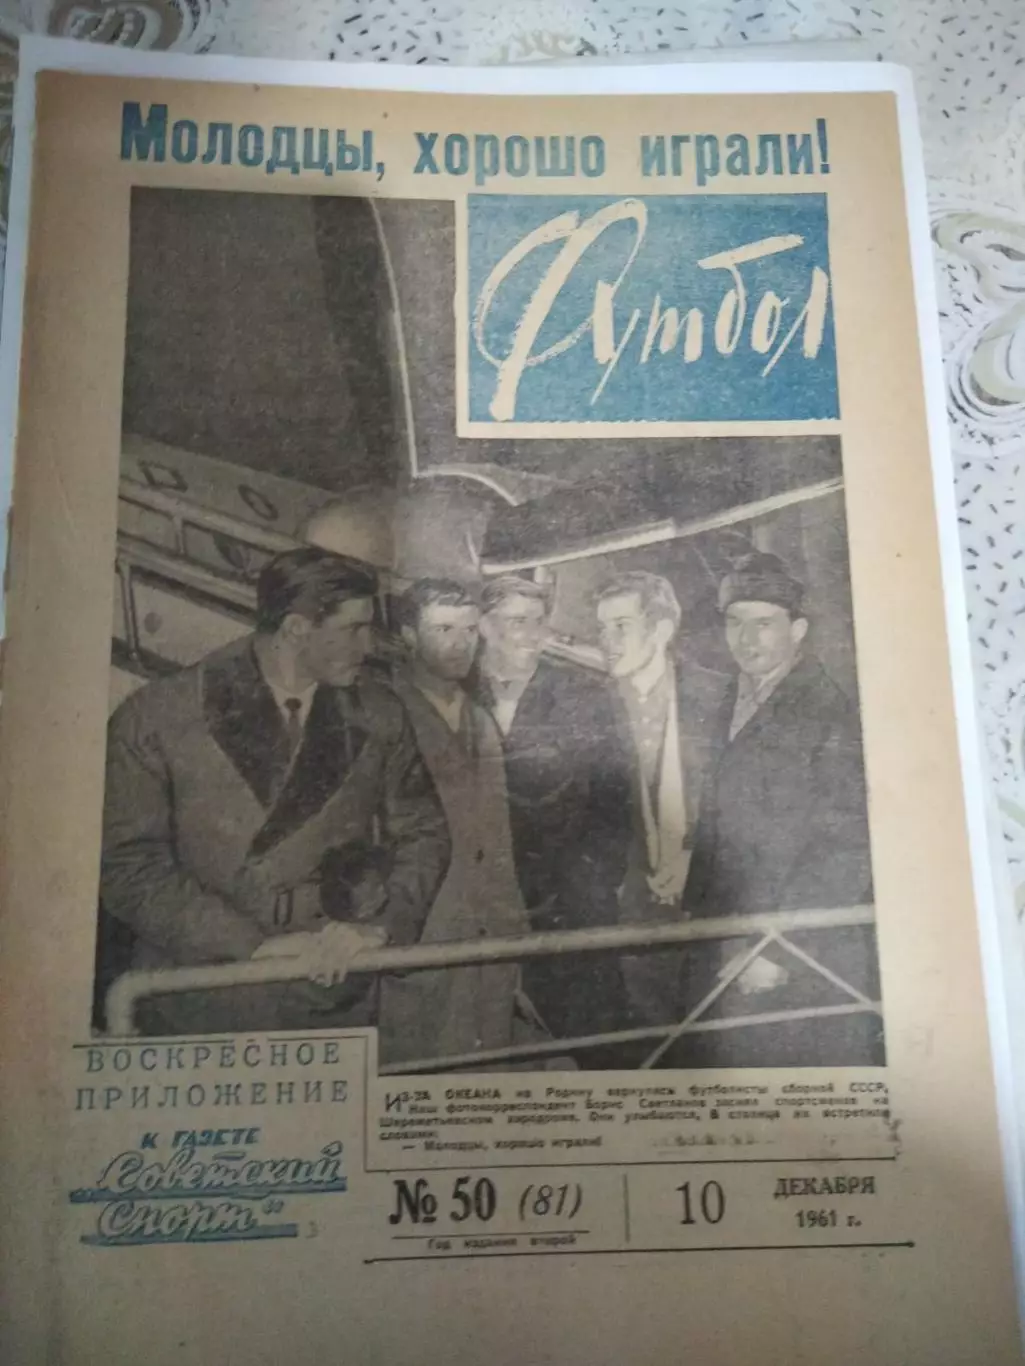 Молодцы, хорошо играли!
Футбол
ВОСКРЕСНОЕ
ПРИЛОЖЕНИЕ
К ГАЗЕТЕ
„Советский
Спорт“
ИЗ-ЗА ОКЕАНА на Родину вернулись футболисты сборной СССР.
Наш фотокорреспондент Борис Светланов заснял спортсменов на
Шереметьевском аэродроме. Они улыбаются. В столице их встретили
словами:
— Молодцы, хорошо играли!
№ 50 (81)
Год издания второй
10
ДЕКАБРЯ
1961 г.